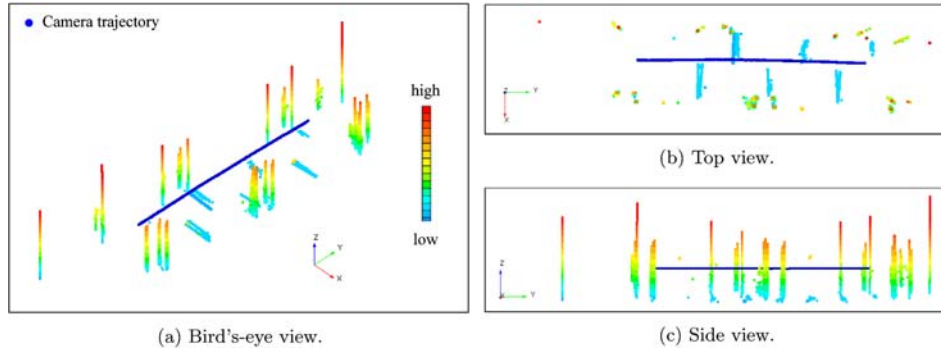 Camera trajectory
high
low
Z
Y
X
(a) Bird's-eye view.
Z
Y
X
(b) Top view.
Z
X
Y
(c) Side view.